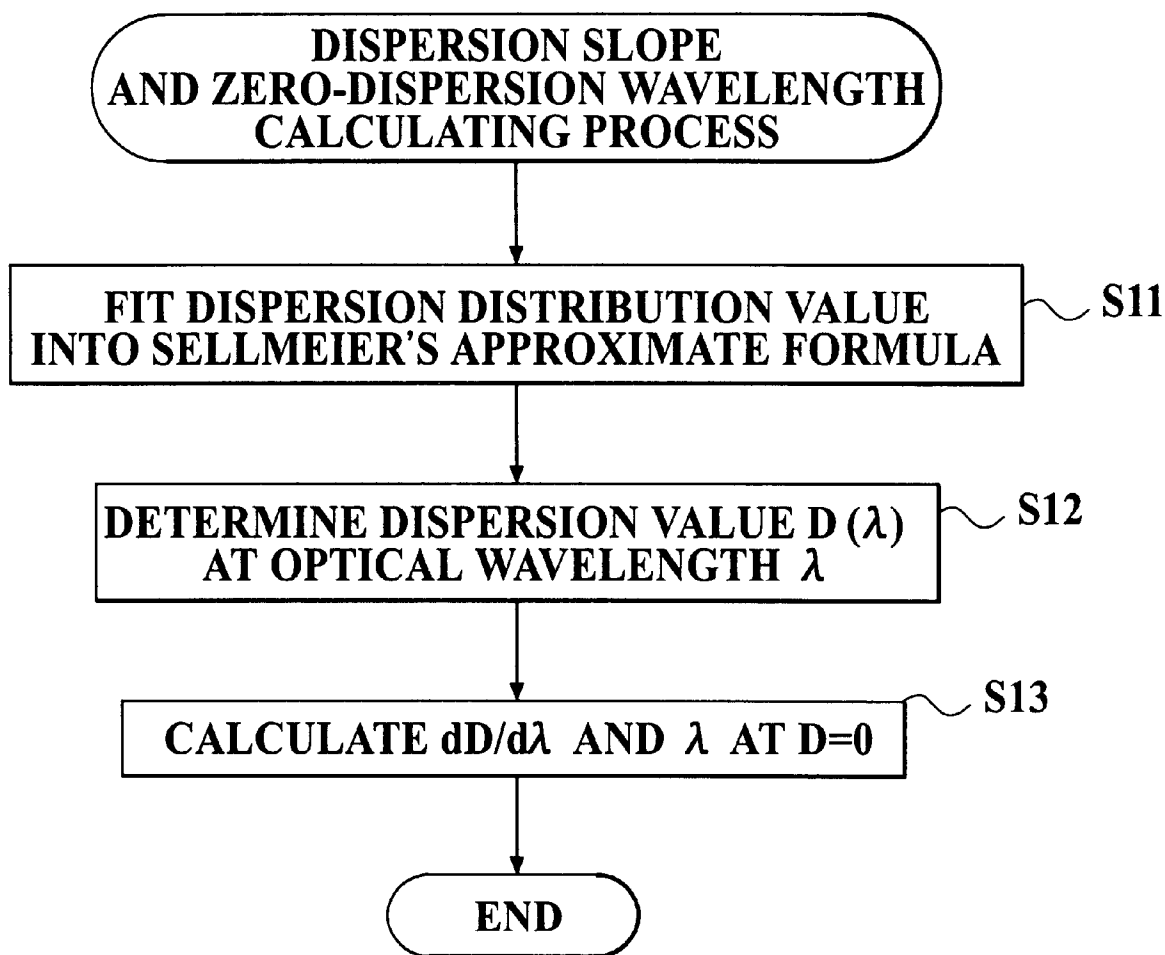 DISPERSION SLOPE
AND ZERO-DISPERSION WAVELENGTH
CALCULATING PROCESS
FIT DISPERSION DISTRIBUTION VALUE
INTO SELLMEIER'S APPROXIMATE FORMULA
S11
DETERMINE DISPERSION VALUE D (λ)
AT OPTICAL WAVELENGTH λ
S12
CALCULATE dD/dλ AND λ AT D=0
S13
END